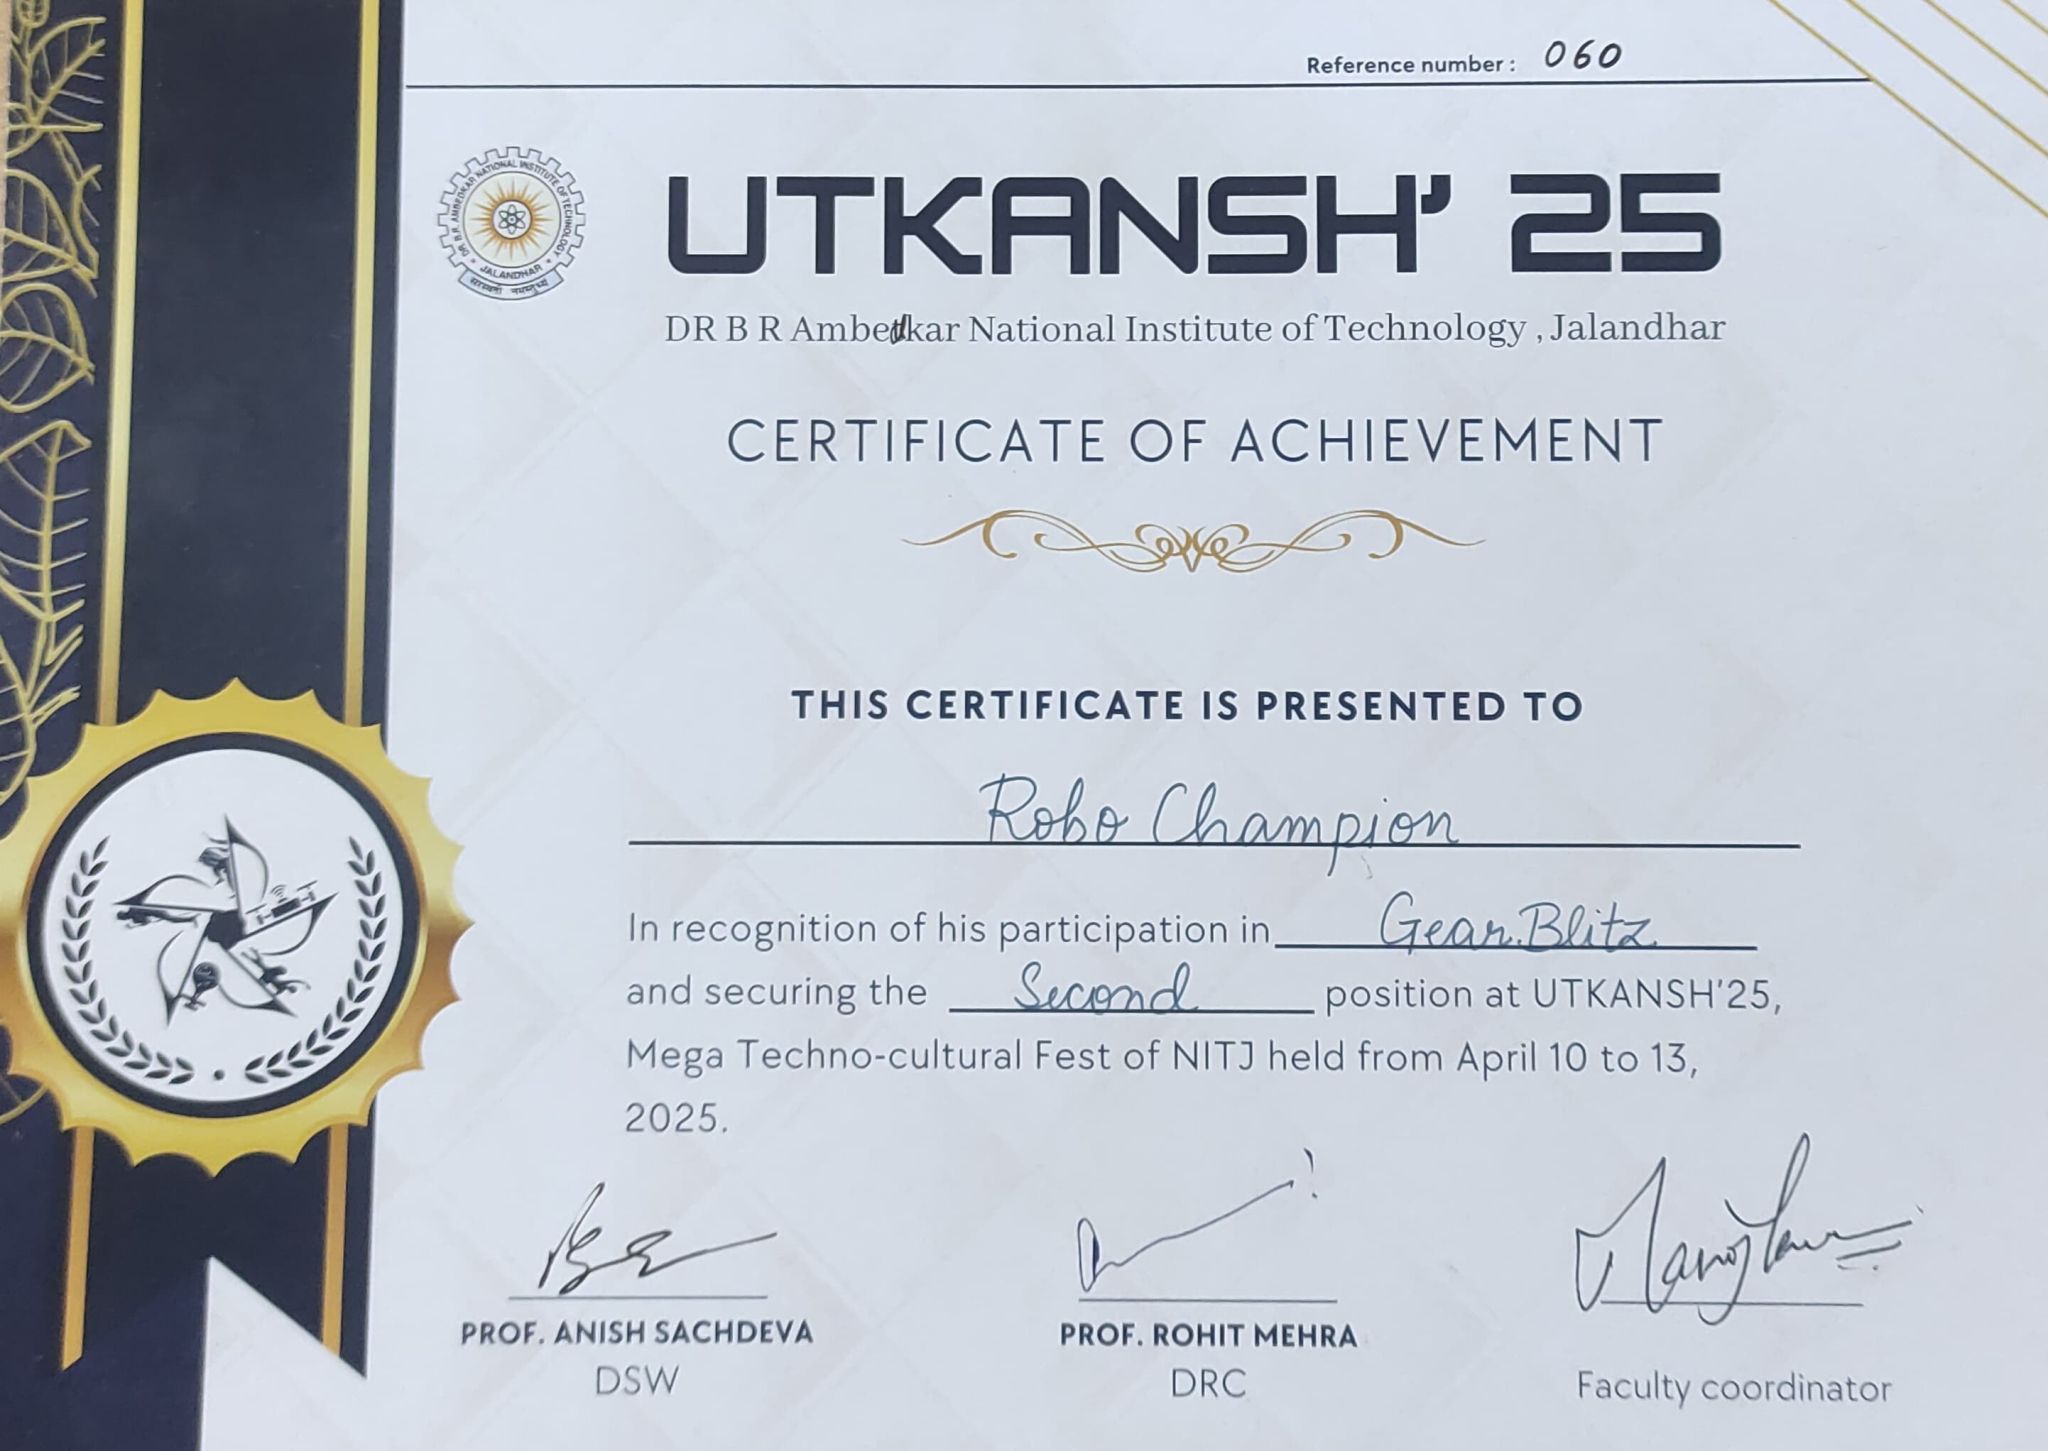 Reference number : 060
DR B.R. AMBEDKAR NATIONAL INSTITUTE OF TECHNOLOGY
JALANDHAR
UTKANSH' 25
DR B R Ambedkar National Institute of Technology , Jalandhar
CERTIFICATE OF ACHIEVEMENT
THIS CERTIFICATE IS PRESENTED TO
Robo Champion
In recognition of his participation in Gear Blitz
and securing the Second position at UTKANSH'25,
Mega Techno-cultural Fest of NITJ held from April 10 to 13,
2025.
PROF. ANISH SACHDEVA
DSW
PROF. ROHIT MEHRA
DRC
Faculty coordinator